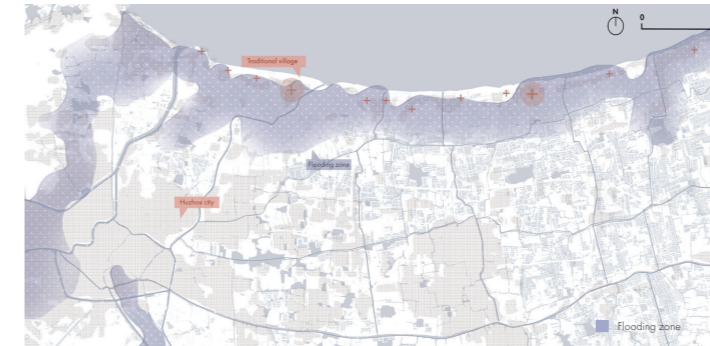 N
0
Traditional village
Flooding zone
Huzhou city
Flooding zone